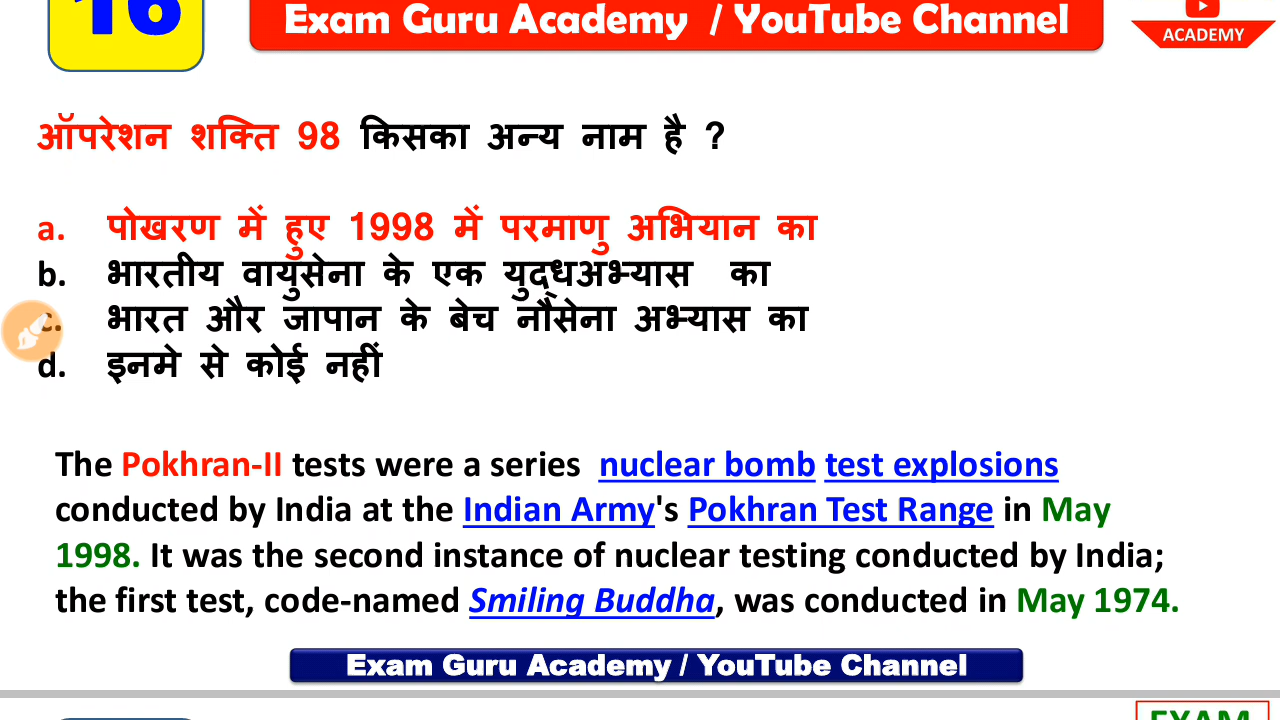 16
Exam Guru Academy / YouTube Channel
ACADEMY
ऑपरेशन शक्ति 98 किसका अन्य नाम है ?
a. पोखरण में हुए 1998 में परमाणु अभियान का
b. भारतीय वायुसेना के एक युद्धअभ्यास का
c. भारत और जापान के बेच नौसेना अभ्यास का
d. इनमे से कोई नहीं
The Pokhran-II tests were a series nuclear bomb test explosions
conducted by India at the Indian Army's Pokhran Test Range in May
1998. It was the second instance of nuclear testing conducted by India;
the first test, code-named Smiling Buddha, was conducted in May 1974.
Exam Guru Academy / YouTube Channel
EXAM